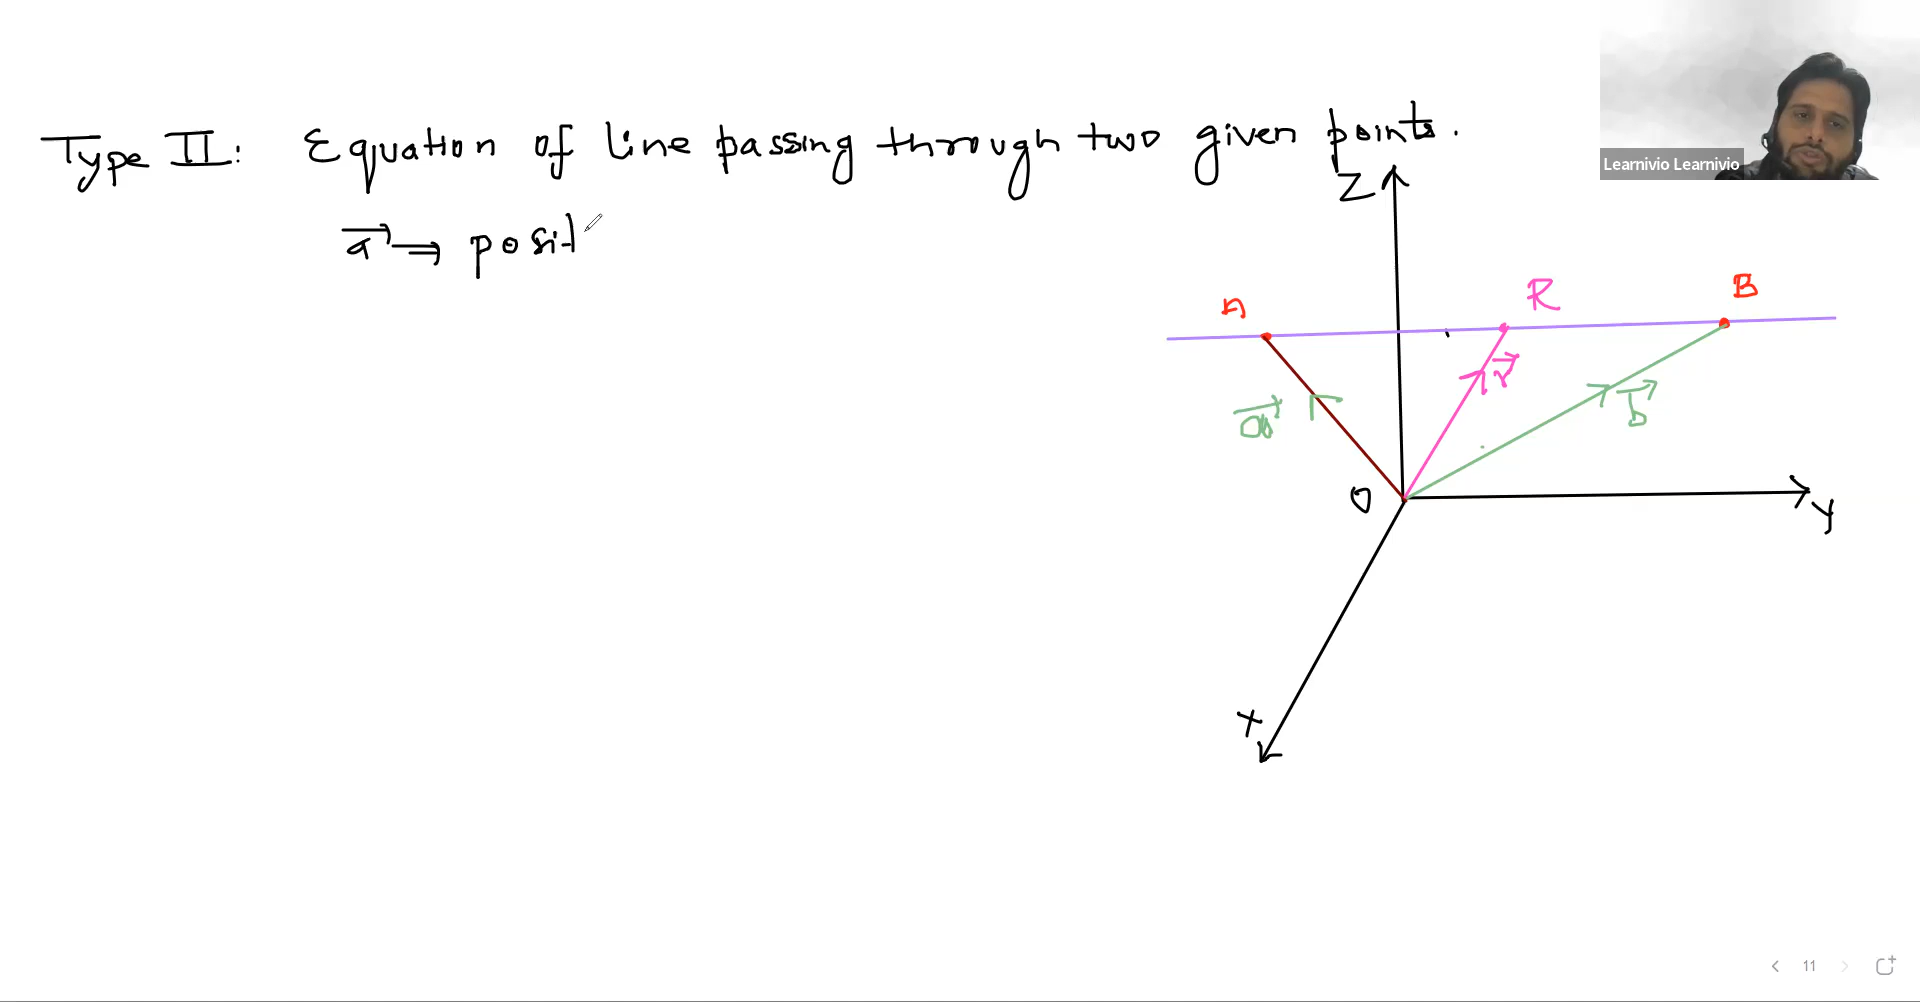 Type II: Equation of line passing through two given points.
a⃗ → posit
Learnivio Learnivio
Z
A
R
B
r⃗
b⃗
O
Y
X
11